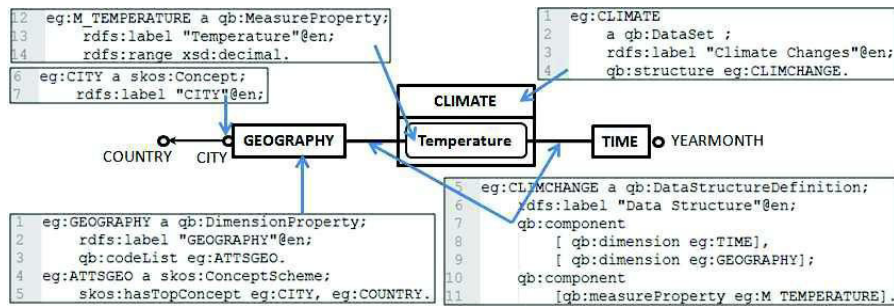 12 eg:M_TEMPERATURE a qb:MeasureProperty;
13 rdfs:label "Temperature"@en;
14 rdfs:range xsd:decimal.
1 eg:CLIMATE
2 a qb:DataSet ;
3 rdfs:label "Climate Changes"@en;
4 qb:structure eg:CLIMCHANGE.
6 eg:CITY a skos:Concept;
7 rdfs:label "CITY"@en;
CLIMATE
COUNTRY
CITY
GEOGRAPHY
Temperature
TIME
YEARMONTH
1 eg:GEOGRAPHY a qb:DimensionProperty;
2 rdfs:label "GEOGRAPHY"@en;
3 qb:codeList eg:ATTSGEO.
4 eg:ATTSGEO a skos:ConceptScheme;
5 skos:hasTopConcept eg:CITY, eg:COUNTRY.
5 eg:CLIMCHANGE a qb:DataStructureDefinition;
6 rdfs:label "Data Structure"@en;
7 qb:component
8 [ qb:dimension eg:TIME],
9 [ qb:dimension eg:GEOGRAPHY];
10 qb:component
11 [qb:measureProperty eg:M_TEMPERATURE]